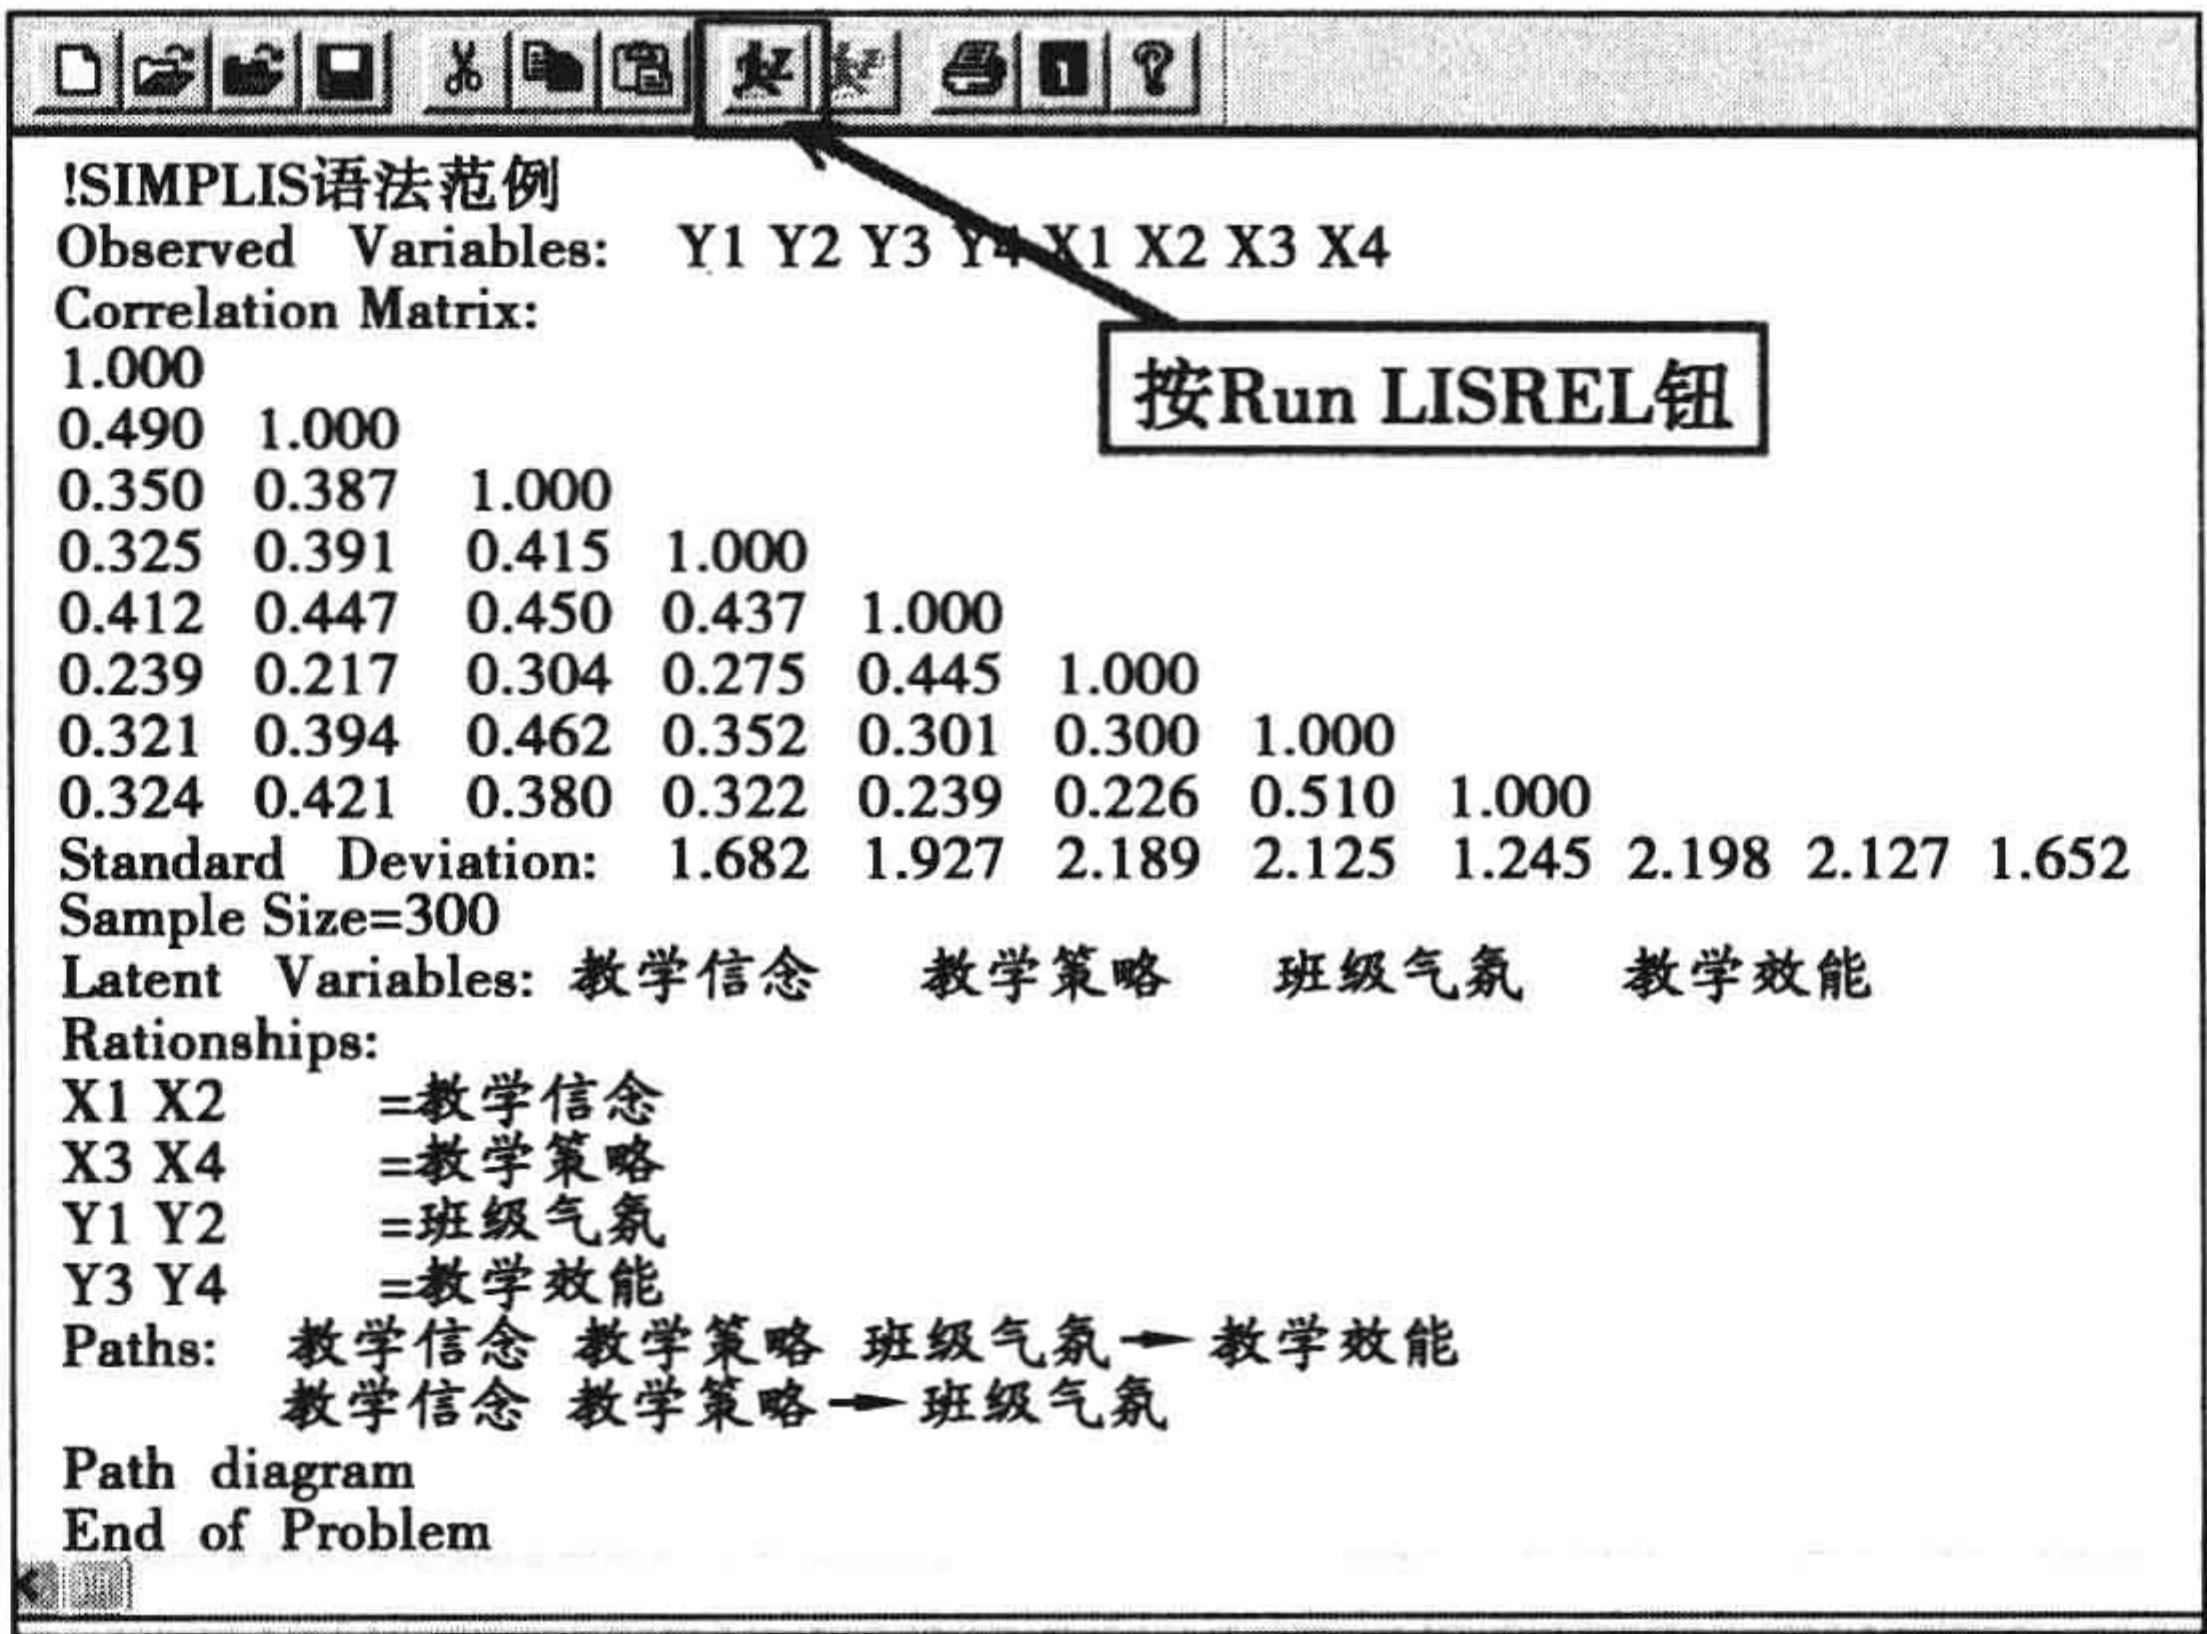 !SIMPLIS语法范例
Observed Variables: Y1 Y2 Y3 Y4 X1 X2 X3 X4
Correlation Matrix:
1.000
按Run LISREL钮
0.490 1.000
0.350 0.387 1.000
0.325 0.391 0.415 1.000
0.412 0.447 0.450 0.437 1.000
0.239 0.217 0.304 0.275 0.445 1.000
0.321 0.394 0.462 0.352 0.301 0.300 1.000
0.324 0.421 0.380 0.322 0.239 0.226 0.510 1.000
Standard Deviation: 1.682 1.927 2.189 2.125 1.245 2.198 2.127 1.652
Sample Size=300
Latent Variables: 教学信念 教学策略 班级气氛 教学效能
Rationships:
X1 X2 =教学信念
X3 X4 =教学策略
Y1 Y2 =班级气氛
Y3 Y4 =教学效能
Paths: 教学信念 教学策略 班级气氛→教学效能
教学信念 教学策略→班级气氛
Path diagram
End of Problem